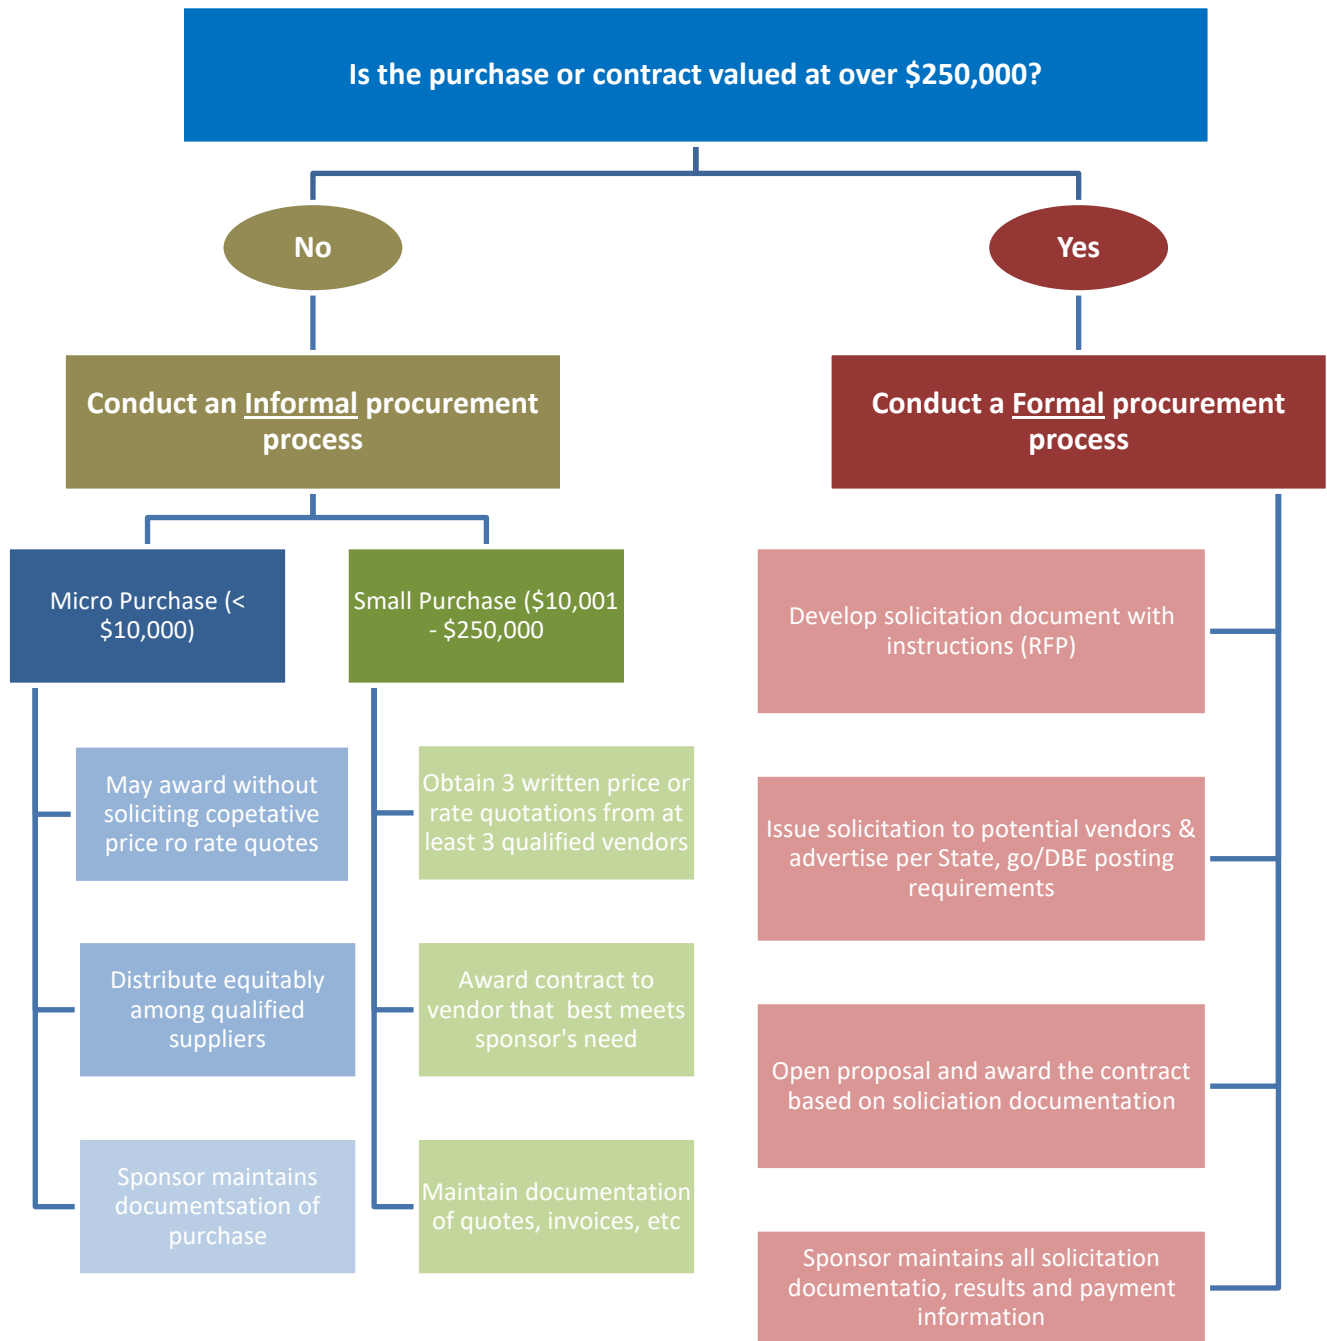 Is the purchase or contract valued at over $250,000?
No
Yes
Conduct an Informal procurement
process
Conduct a Formal procurement
process
Micro Purchase (<
$10,000)
Small Purchase ($10,001
- $250,000
May award without
soliciting copetative
price ro rate quotes
Distribute equitably
among qualified
suppliers
Sponsor maintains
documentsation of
purchase
Obtain 3 written price or
rate quotations from at
least 3 qualified vendors
Award contract to
vendor that  best meets
sponsor's need
Maintain documentation
of quotes, invoices, etc
Develop solicitation document with
instructions (RFP)
Issue solicitation to potential vendors &
advertise per State, go/DBE posting
requirements
Open proposal and award the contract
based on soliciation documentation
Sponsor maintains all solicitation
documentatio, results and payment
information